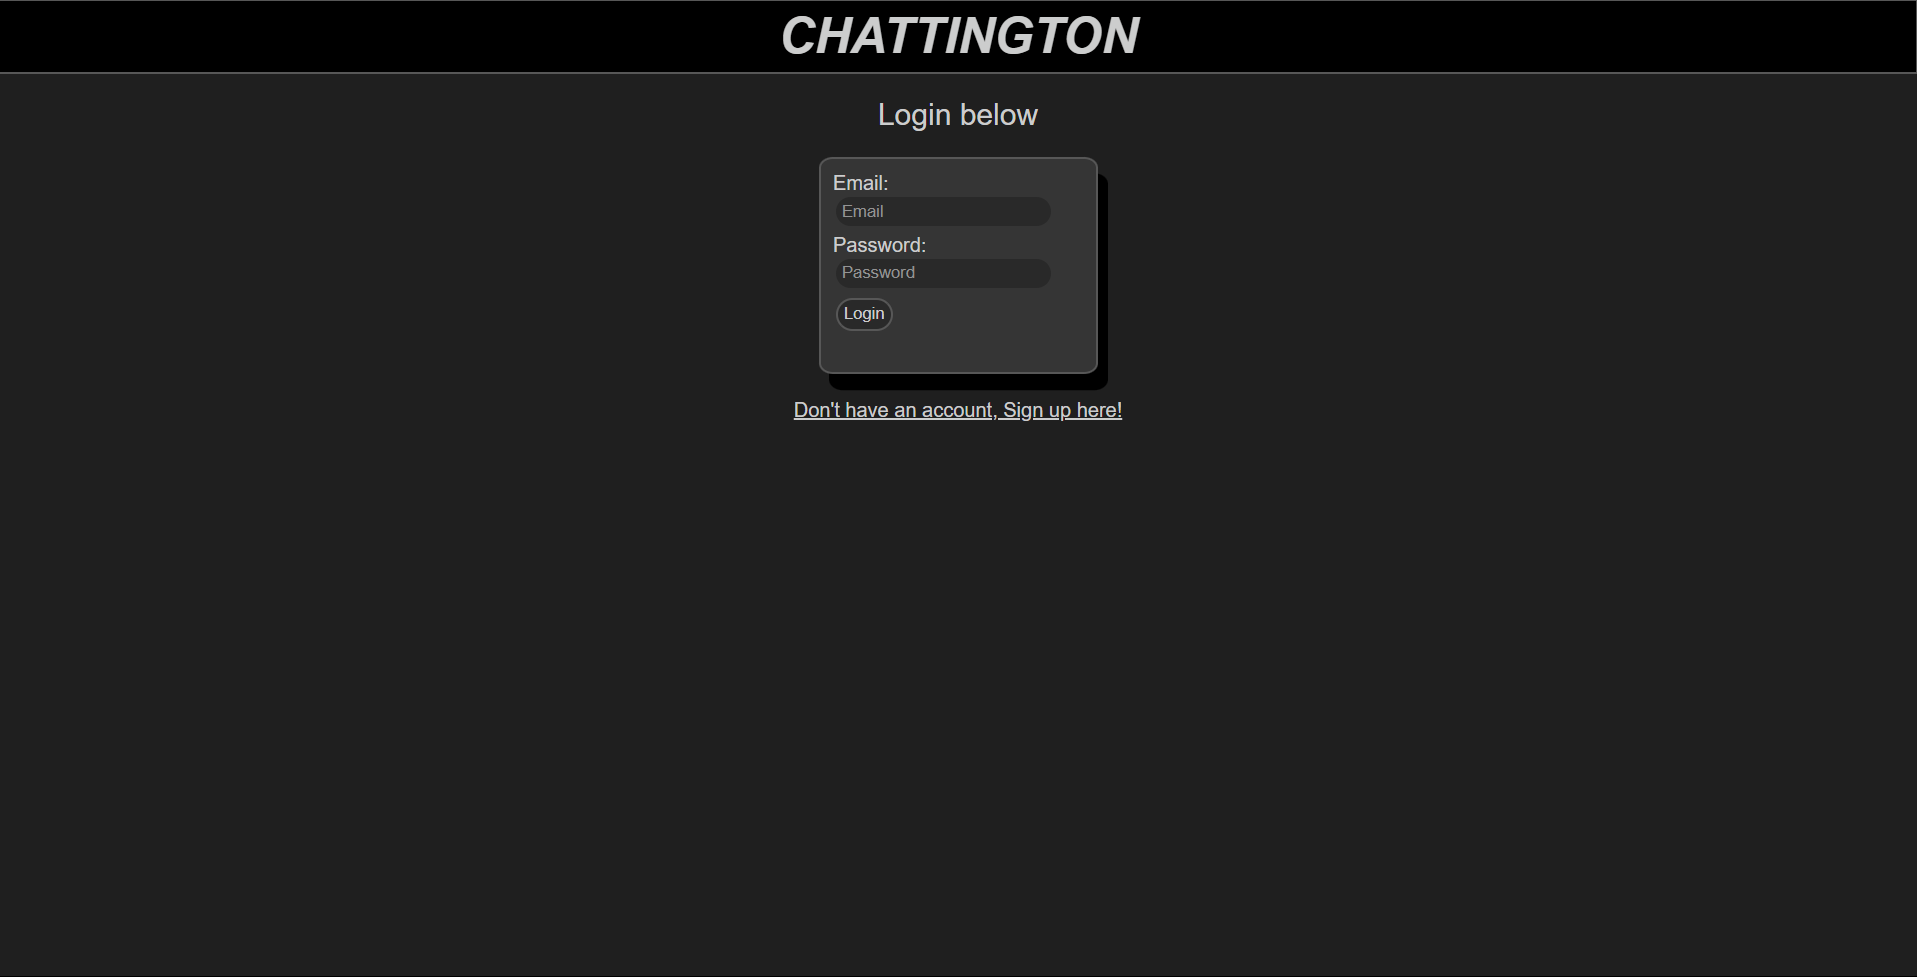 CHATTINGTON
Login below
Email:
Email
Password:
Password
Login
Don't have an account, Sign up here!